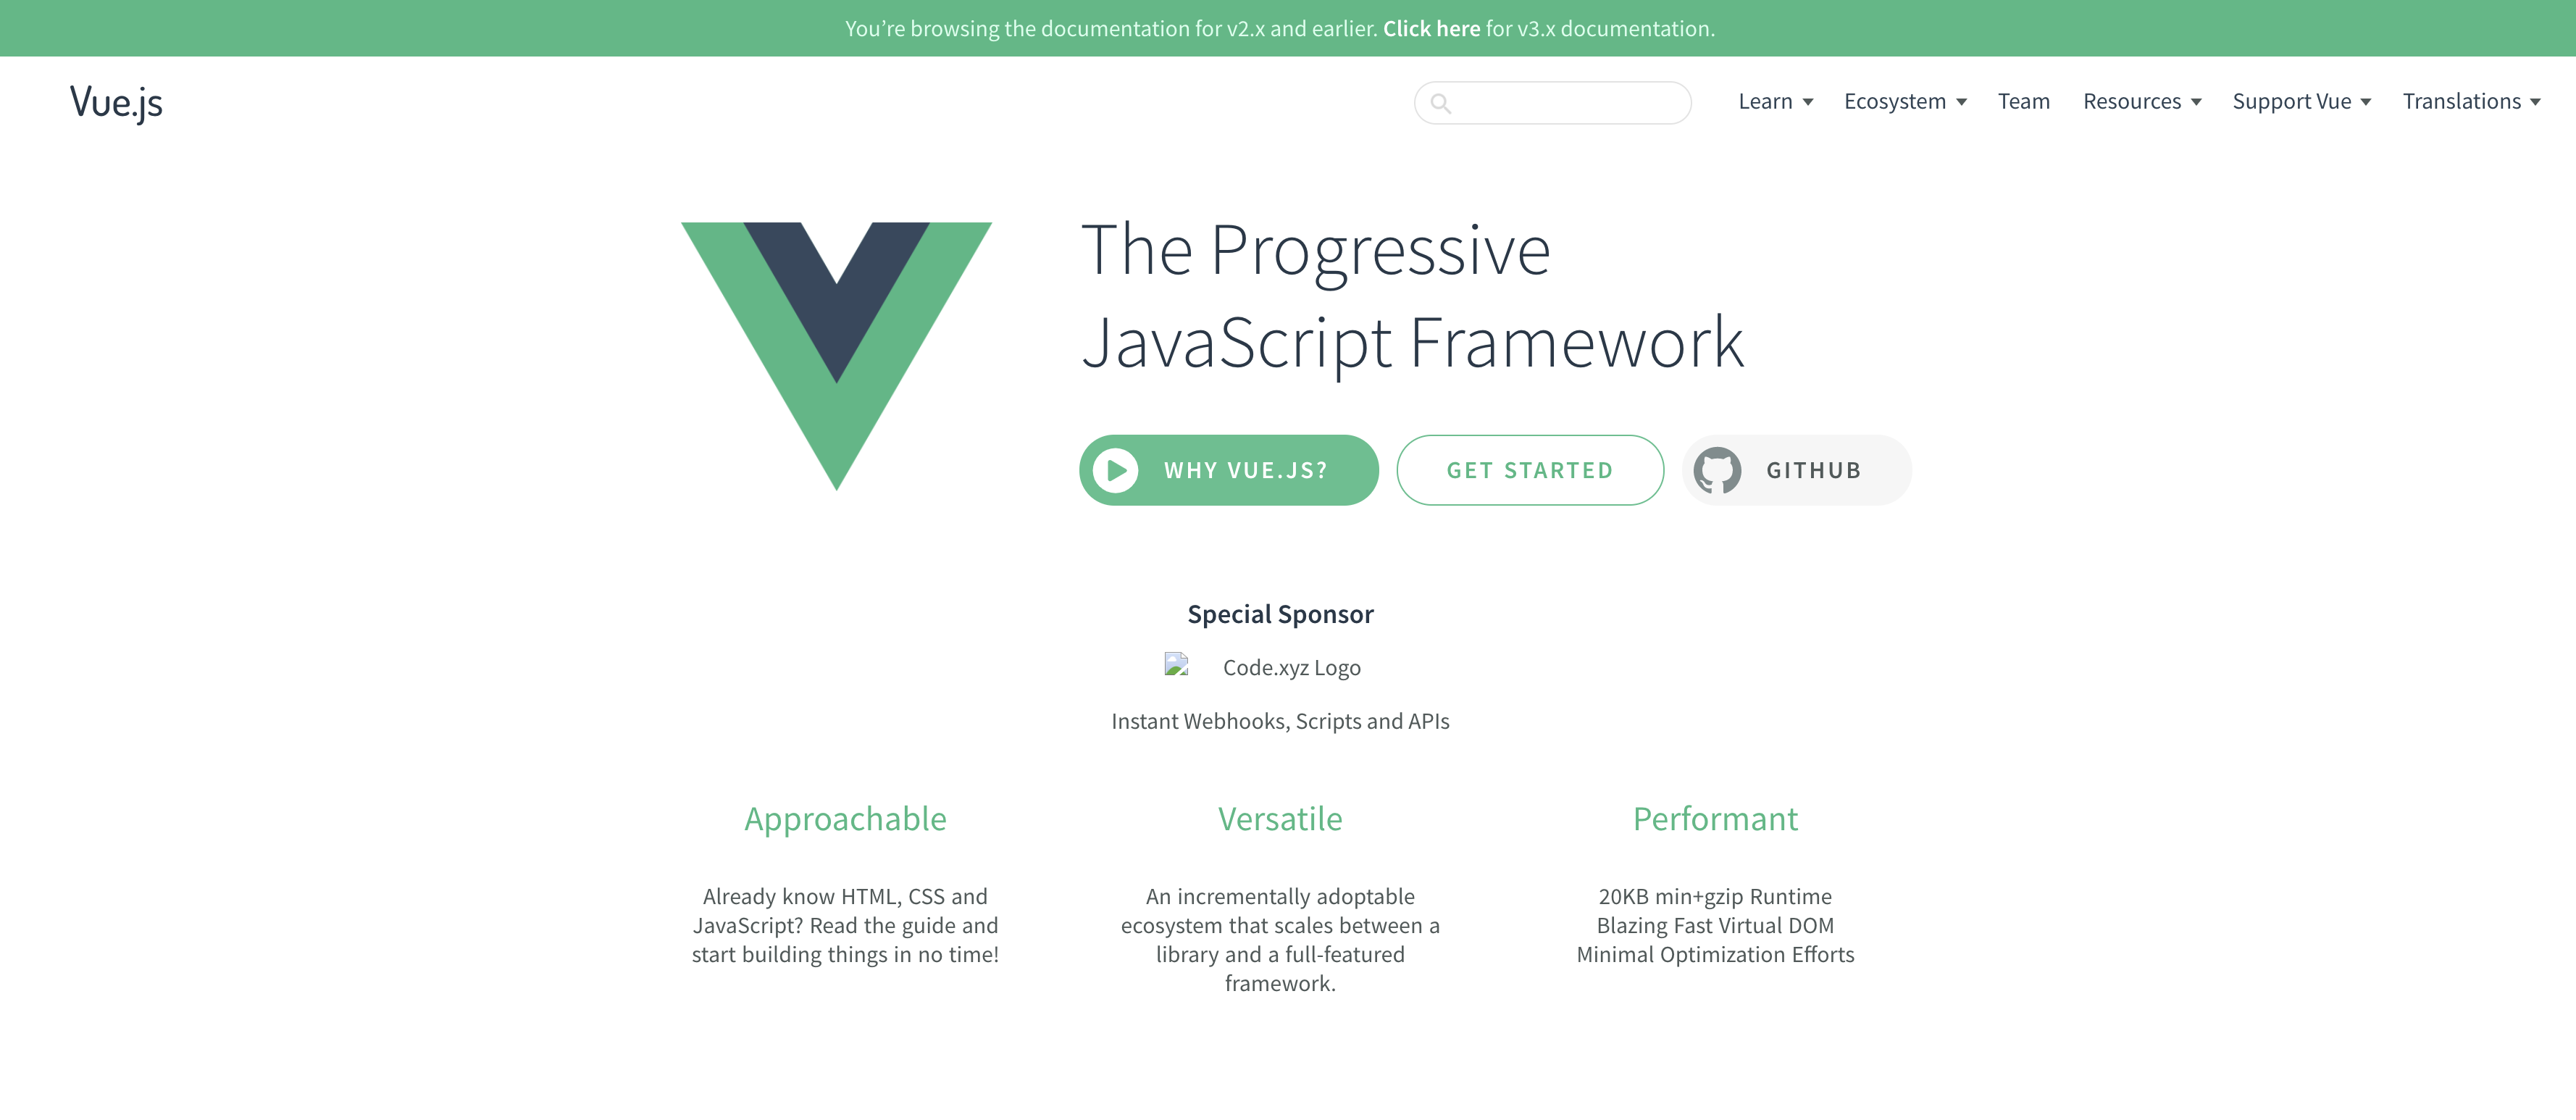 You’re browsing the documentation for v2.x and earlier. Click here for v3.x documentation.
Vue.js
Learn
Ecosystem
Team
Resources
Support Vue
Translations
The Progressive
JavaScript Framework
WHY VUE.JS?
GET STARTED
GITHUB
Special Sponsor
Code.xyz Logo
Instant Webhooks, Scripts and APIs
Approachable
Already know HTML, CSS and
JavaScript? Read the guide and
start building things in no time!
Versatile
An incrementally adoptable
ecosystem that scales between a
library and a full-featured
framework.
Performant
20KB min+gzip Runtime
Blazing Fast Virtual DOM
Minimal Optimization Efforts